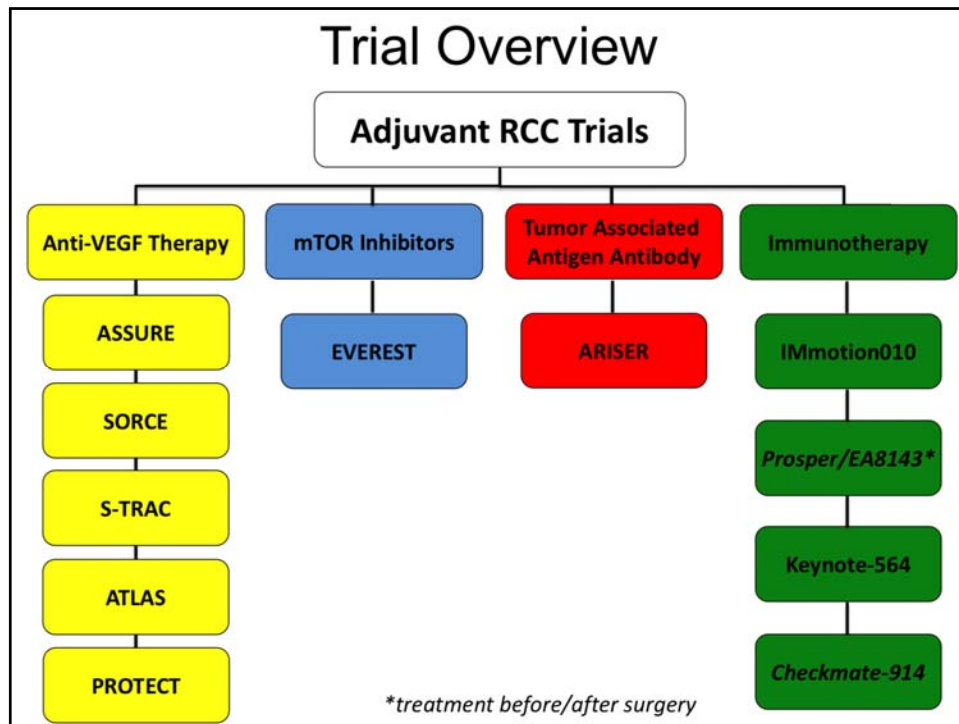 Trial Overview
Adjuvant RCC Trials
Anti-VEGF Therapy
ASSURE
SORCE
S-TRAC
ATLAS
PROTECT
mTOR Inhibitors
EVEREST
Tumor Associated
Antigen Antibody
ARISER
Immunotherapy
IMmotion010
Prosper/EA8143*
Keynote-564
Checkmate-914
*treatment before/after surgery